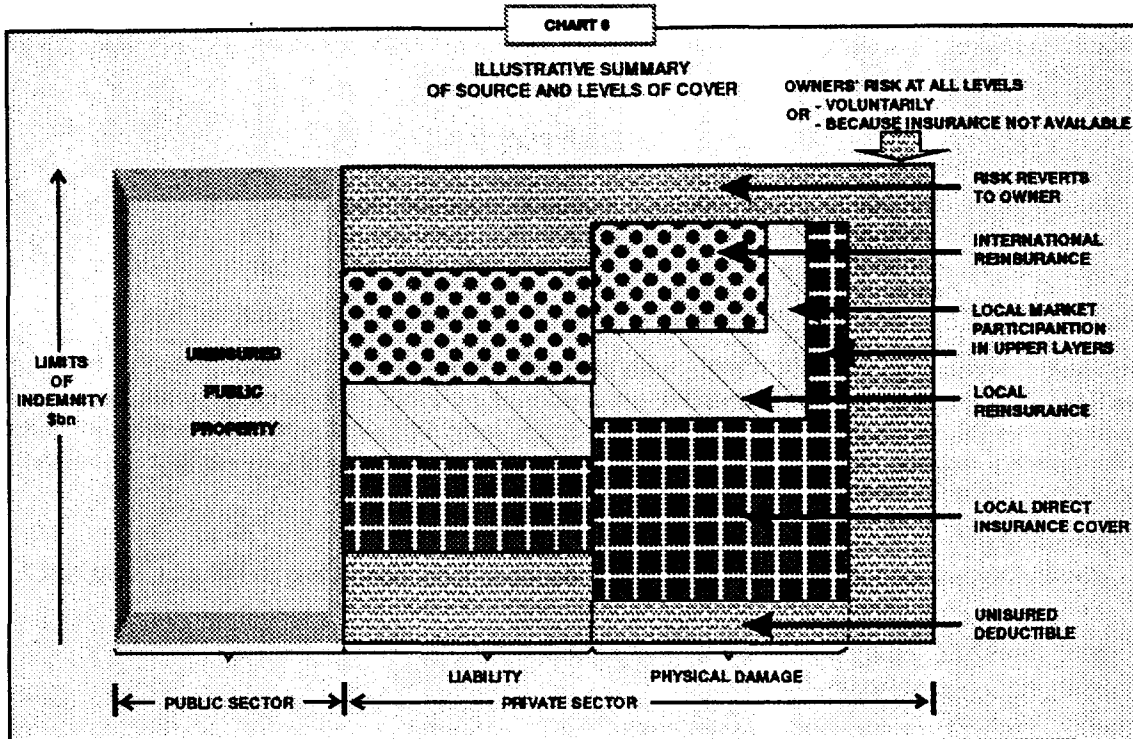 CHART 6
ILLUSTRATIVE SUMMARY
OF SOURCE AND LEVELS OF COVER
OWNERS' RISK AT ALL LEVELS
OR - VOLUNTARILY
- BECAUSE INSURANCE NOT AVAILABLE
RISK REVERTS
TO OWNER
INTERNATIONAL
REINSURANCE
LOCAL MARKET
PARTICIPANTION
IN UPPER LAYERS
LIMITS
OF
INDEMNITY
$bn
UNINSURED
PUBLIC
PROPERTY
LOCAL
REINSURANCE
LOCAL DIRECT
INSURANCE COVER
UNISURED
DEDUCTIBLE
LIABILITY
PHYSICAL DAMAGE
PUBLIC SECTOR
PRIVATE SECTOR